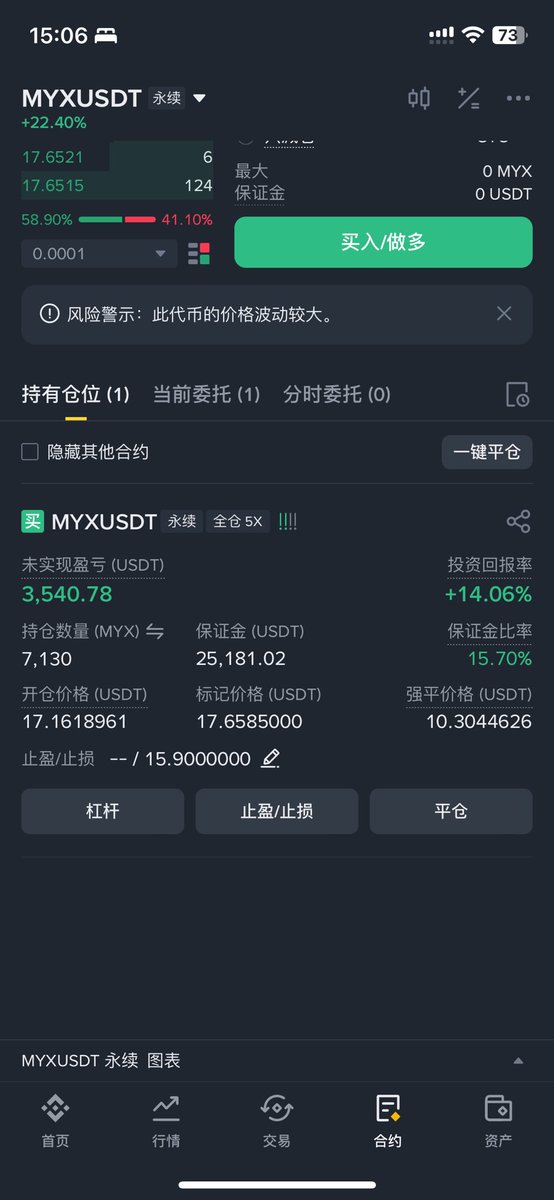 15:06
73
MYXUSDT 永续
+22.40%
17.6521 6
17.6515 124
58.90% 41.10%
0.0001
最大 0 MYX
保证金 0 USDT
买入/做多
风险警示：此代币的价格波动较大。
持有仓位 (1) 当前委托 (1) 分时委托 (0)
隐藏其他合约 一键平仓
买 MYXUSDT 永续 全仓 5X !!!!
未实现盈亏 (USDT) 投资回报率
3,540.78 +14.06%
持仓数量 (MYX) 保证金 (USDT) 保证金比率
7,130 25,181.02 15.70%
开仓价格 (USDT) 标记价格 (USDT) 强平价格 (USDT)
17.1618961 17.6585000 10.3044626
止盈/止损 -- / 15.9000000
杠杆 止盈/止损 平仓
MYXUSDT 永续 图表
首页 行情 交易 合约 资产